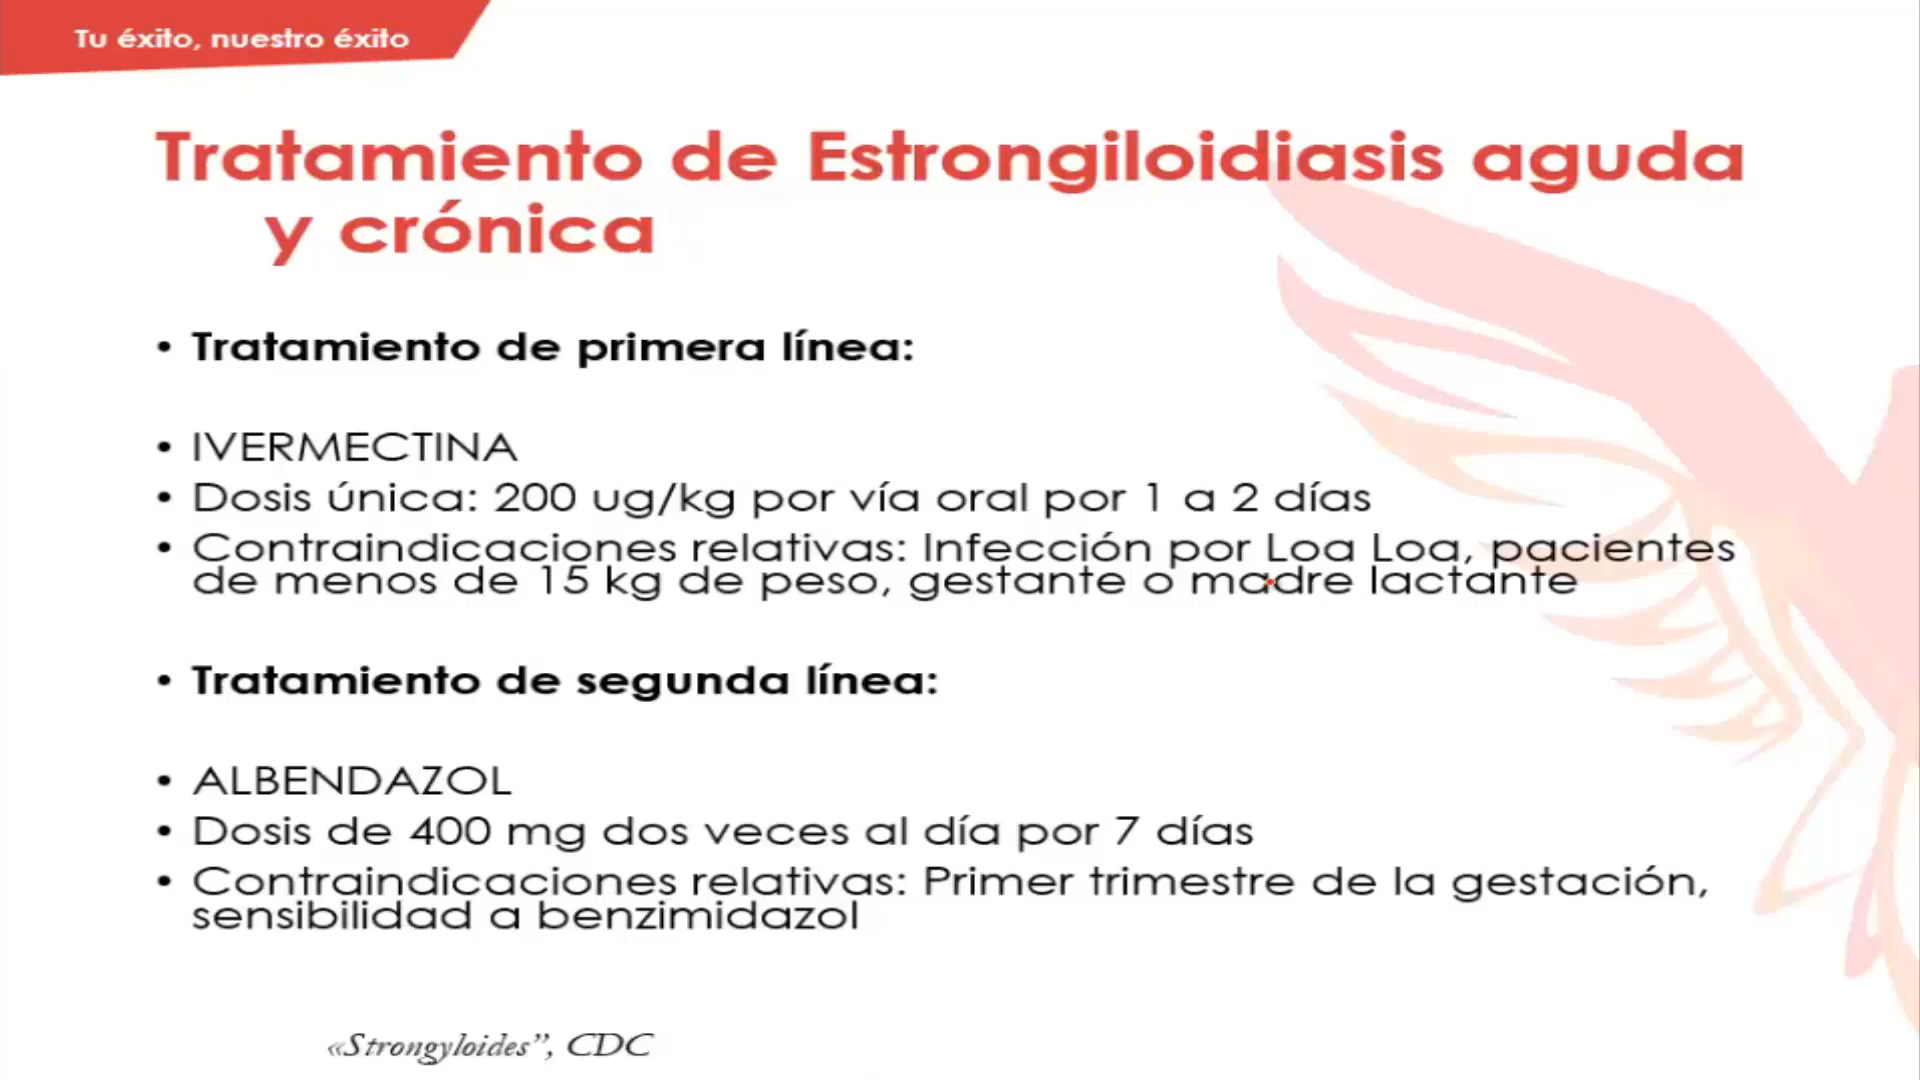 Tu éxito, nuestro éxito
Tratamiento de Estrongiloidiasis aguda
y crónica
• Tratamiento de primera línea:
• IVERMECTINA
• Dosis única: 200 ug/kg por vía oral por 1 a 2 días
• Contraindicaciones relativas: Infección por Loa Loa, pacientes
de menos de 15 kg de peso, gestante o madre lactante
• Tratamiento de segunda línea:
• ALBENDAZOL
• Dosis de 400 mg dos veces al día por 7 días
• Contraindicaciones relativas: Primer trimestre de la gestación,
sensibilidad a benzimidazol
«Strongyloides”, CDC